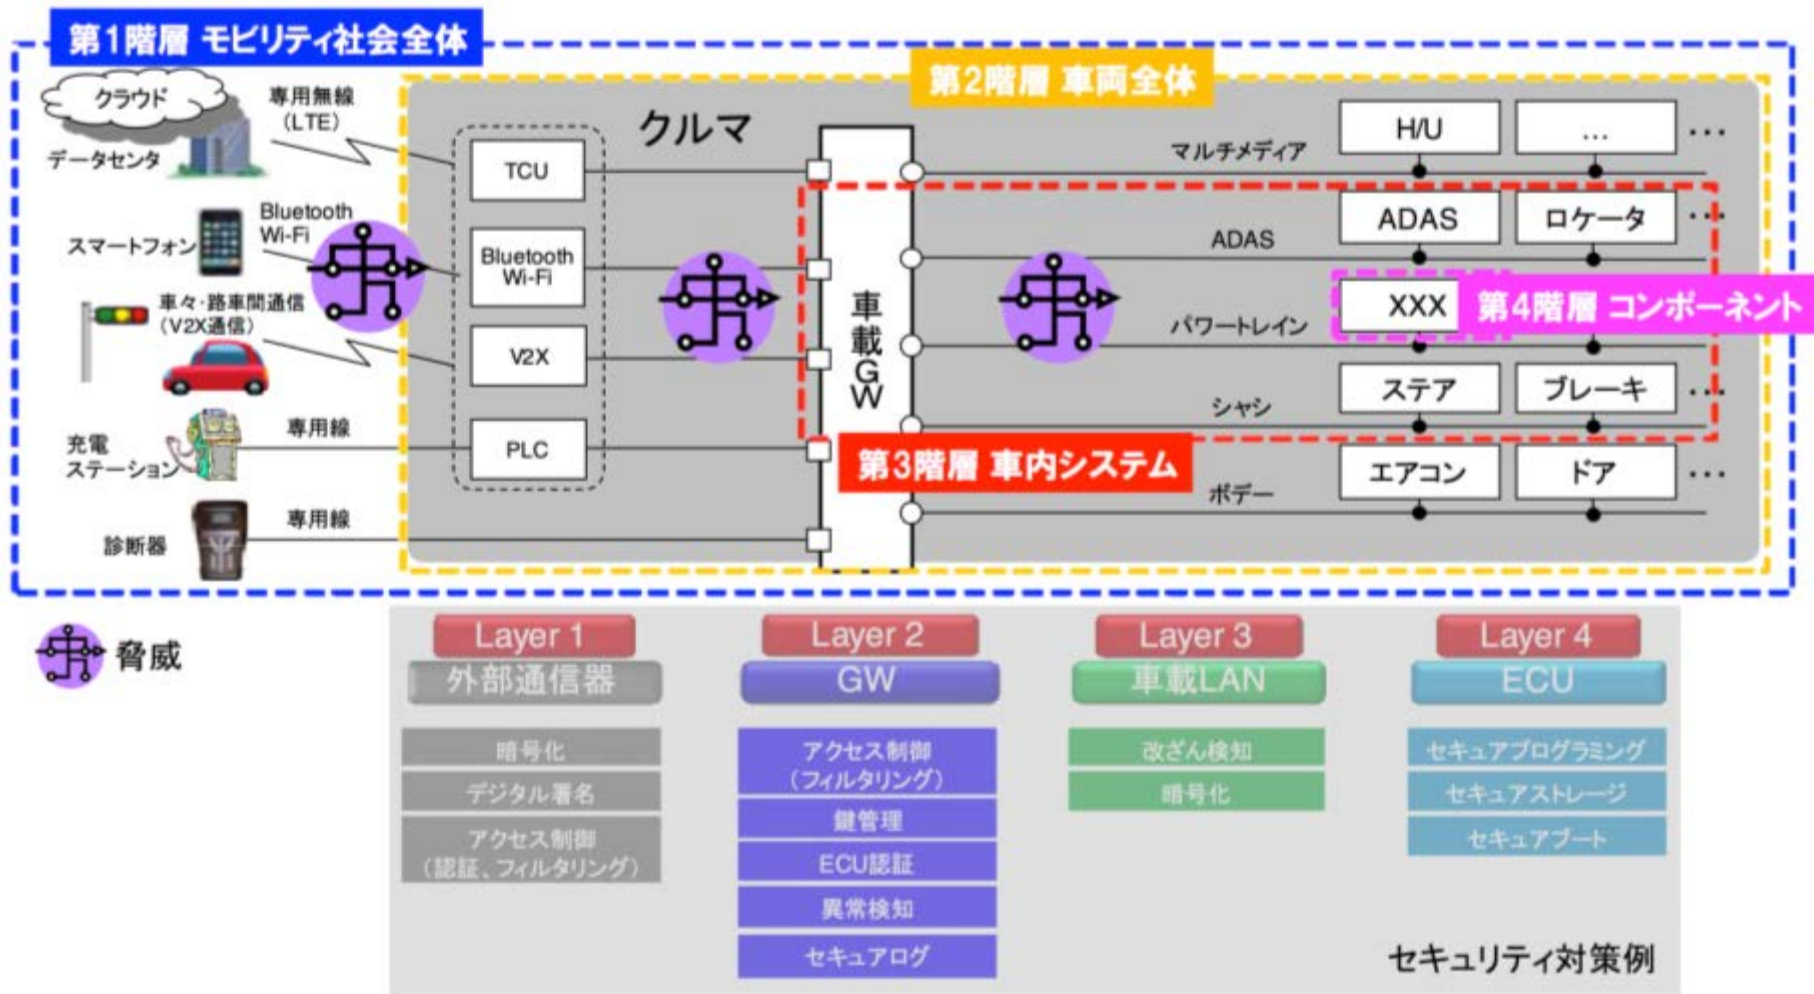 第1階層 モビリティ社会全体
第2階層 車両全体
クラウド
専用無線
（LTE）
データセンタ
Bluetooth
Wi-Fi
スマートフォン
車々・路車間通信
（V2X通信）
専用線
充電
ステーション
専用線
診断器
クルマ
TCU
Bluetooth
Wi-Fi
V2X
PLC
車載GW
マルチメディア
H/U
…
…
ADAS
ADAS
ロケータ
…
パワートレイン
XXX
第4階層 コンポーネント
シャシ
ステア
ブレーキ
…
第3階層 車内システム
ボデー
エアコン
ドア
…
脅威
Layer 1
外部通信器
暗号化
デジタル署名
アクセス制御
（認証、フィルタリング）
Layer 2
GW
アクセス制御
（フィルタリング）
鍵管理
ECU認証
異常検知
セキュアログ
Layer 3
車載LAN
改ざん検知
暗号化
Layer 4
ECU
セキュアプログラミング
セキュアストレージ
セキュアブート
セキュリティ対策例